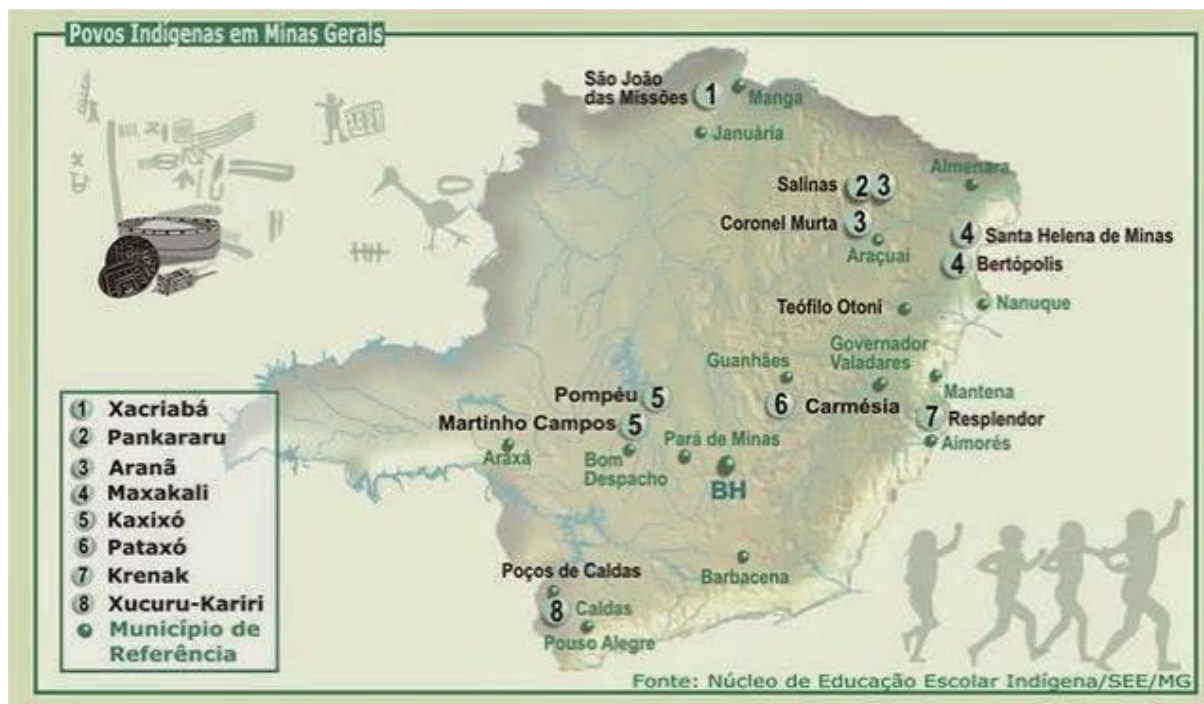 Povos Indígenas em Minas Gerais
São João
das Missões
1
Manga
Januária
Almenara
Salinas
2
3
Coronel Murta
3
Araçuaí
4
Santa Helena de Minas
4
Bertópolis
Teófilo Otoni
Nanuque
Governador
Valadares
Guanhães
Mantena
Pompéu
5
6
Carmésia
7
Resplendor
Martinho Campos
5
Aimorés
Araxá
Bom
Despacho
Pará de Minas
BH
Poços de Caldas
Barbacena
8
Caldas
Pouso Alegre
1 Xacriabá
2 Pankararu
3 Aranã
4 Maxakali
5 Kaxixó
6 Pataxó
7 Krenak
8 Xucuru-Kariri
Município de
Referência
Fonte: Núcleo de Educação Escolar Indígena/SEE/MG